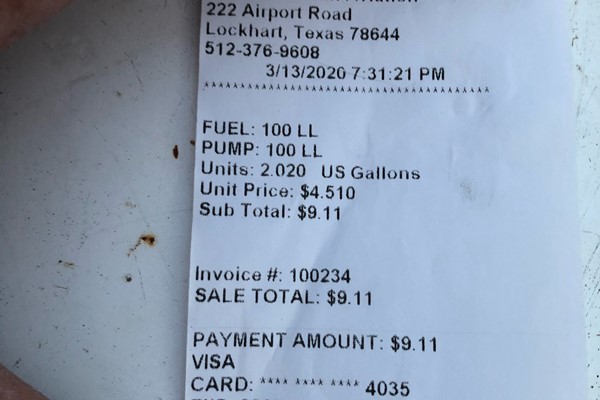 222 Airport Road
Lockhart, Texas 78644
512-376-9608
3/13/2020 7:31:21 PM
****************************************
FUEL: 100 LL
PUMP: 100 LL
Units: 2.020 US Gallons
Unit Price: $4.510
Sub Total: $9.11
Invoice #: 100234
SALE TOTAL: $9.11
PAYMENT AMOUNT: $9.11
VISA
CARD: **** **** **** 4035